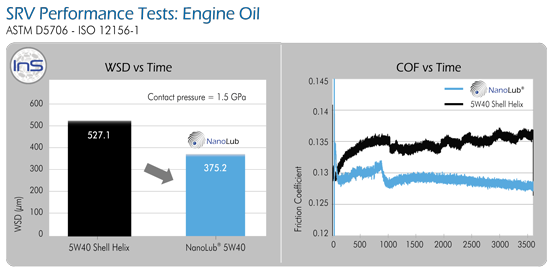 SRV Performance Tests: Engine Oil
ASTM D5706 - ISO 12156-1
InS
WSD vs Time
Contact pressure = 1.5 GPa
600
500
400
300
200
100
0
WSD (µm)
527.1
NanoLub
375.2
5W40 Shell Helix
NanoLub® 5W40
COF vs Time
NanoLub®
5W40 Shell Helix
0.145
0.14
0.135
0.13
0.125
0.12
Friction Coefficient
0
500
1000
1500
2000
2500
3000
3500